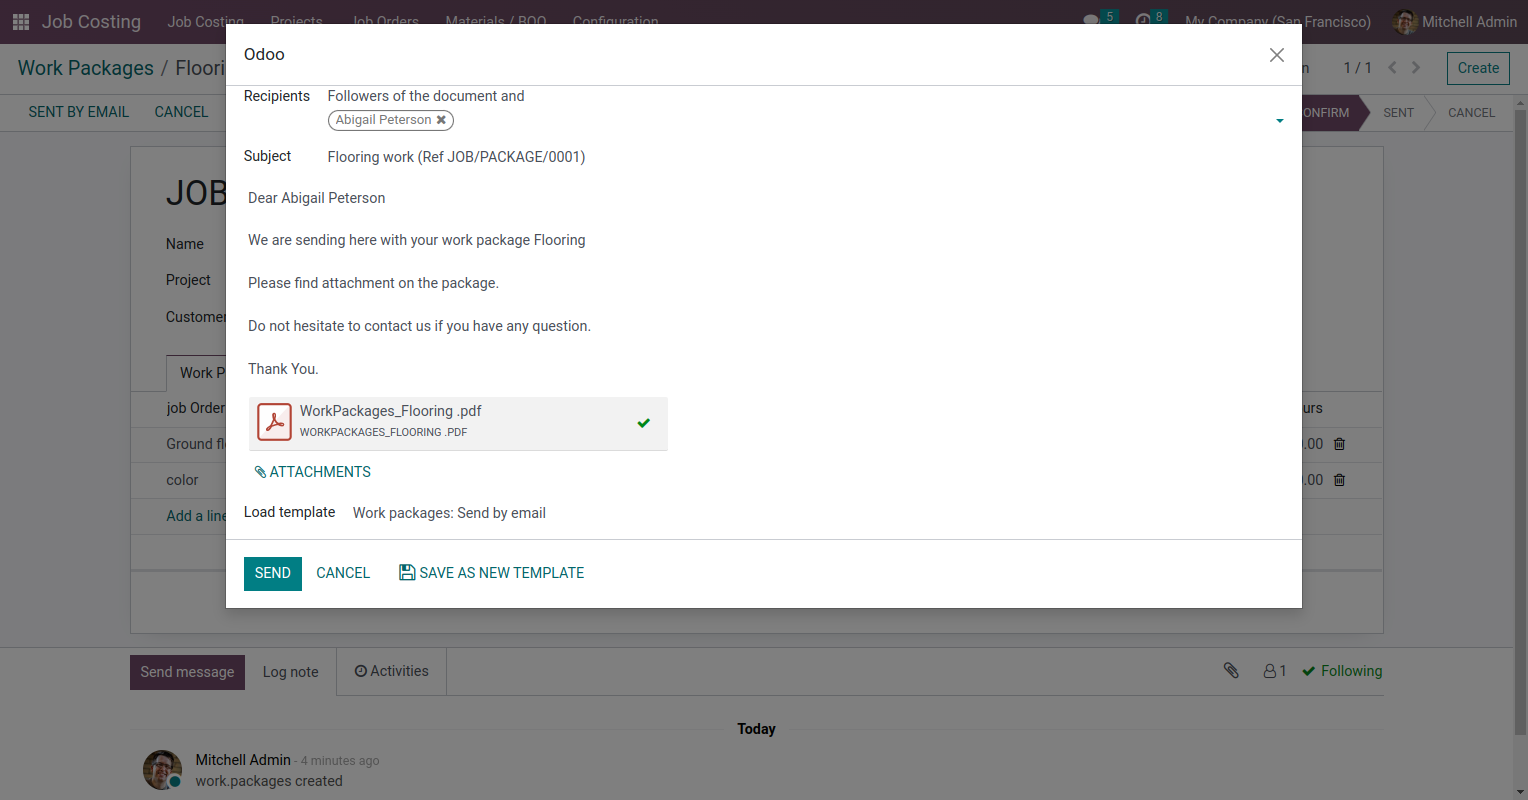 Job Costing Job Costing Projects Job Orders Materials / BOQ Configuration 5 8 My Company (San Francisco) Mitchell Admin
Odoo
Work Packages / Floori 1 / 1 Create
Recipients Followers of the document and
SENT BY EMAIL CANCEL ONFIRM SENT CANCEL
Abigail Peterson
Subject Flooring work (Ref JOB/PACKAGE/0001)
JOB
Dear Abigail Peterson
Name
We are sending here with your work package Flooring
Project
Please find attachment on the package.
Customer
Do not hesitate to contact us if you have any question.
Work P
Thank You.
job Order urs
WorkPackages_Flooring .pdf
WORKPACKAGES_FLOORING .PDF
Ground fl .00
ATTACHMENTS
color .00
Add a line
Load template Work packages: Send by email
SEND CANCEL SAVE AS NEW TEMPLATE
Send message Log note Activities 1 Following
Today
Mitchell Admin - 4 minutes ago
work.packages created